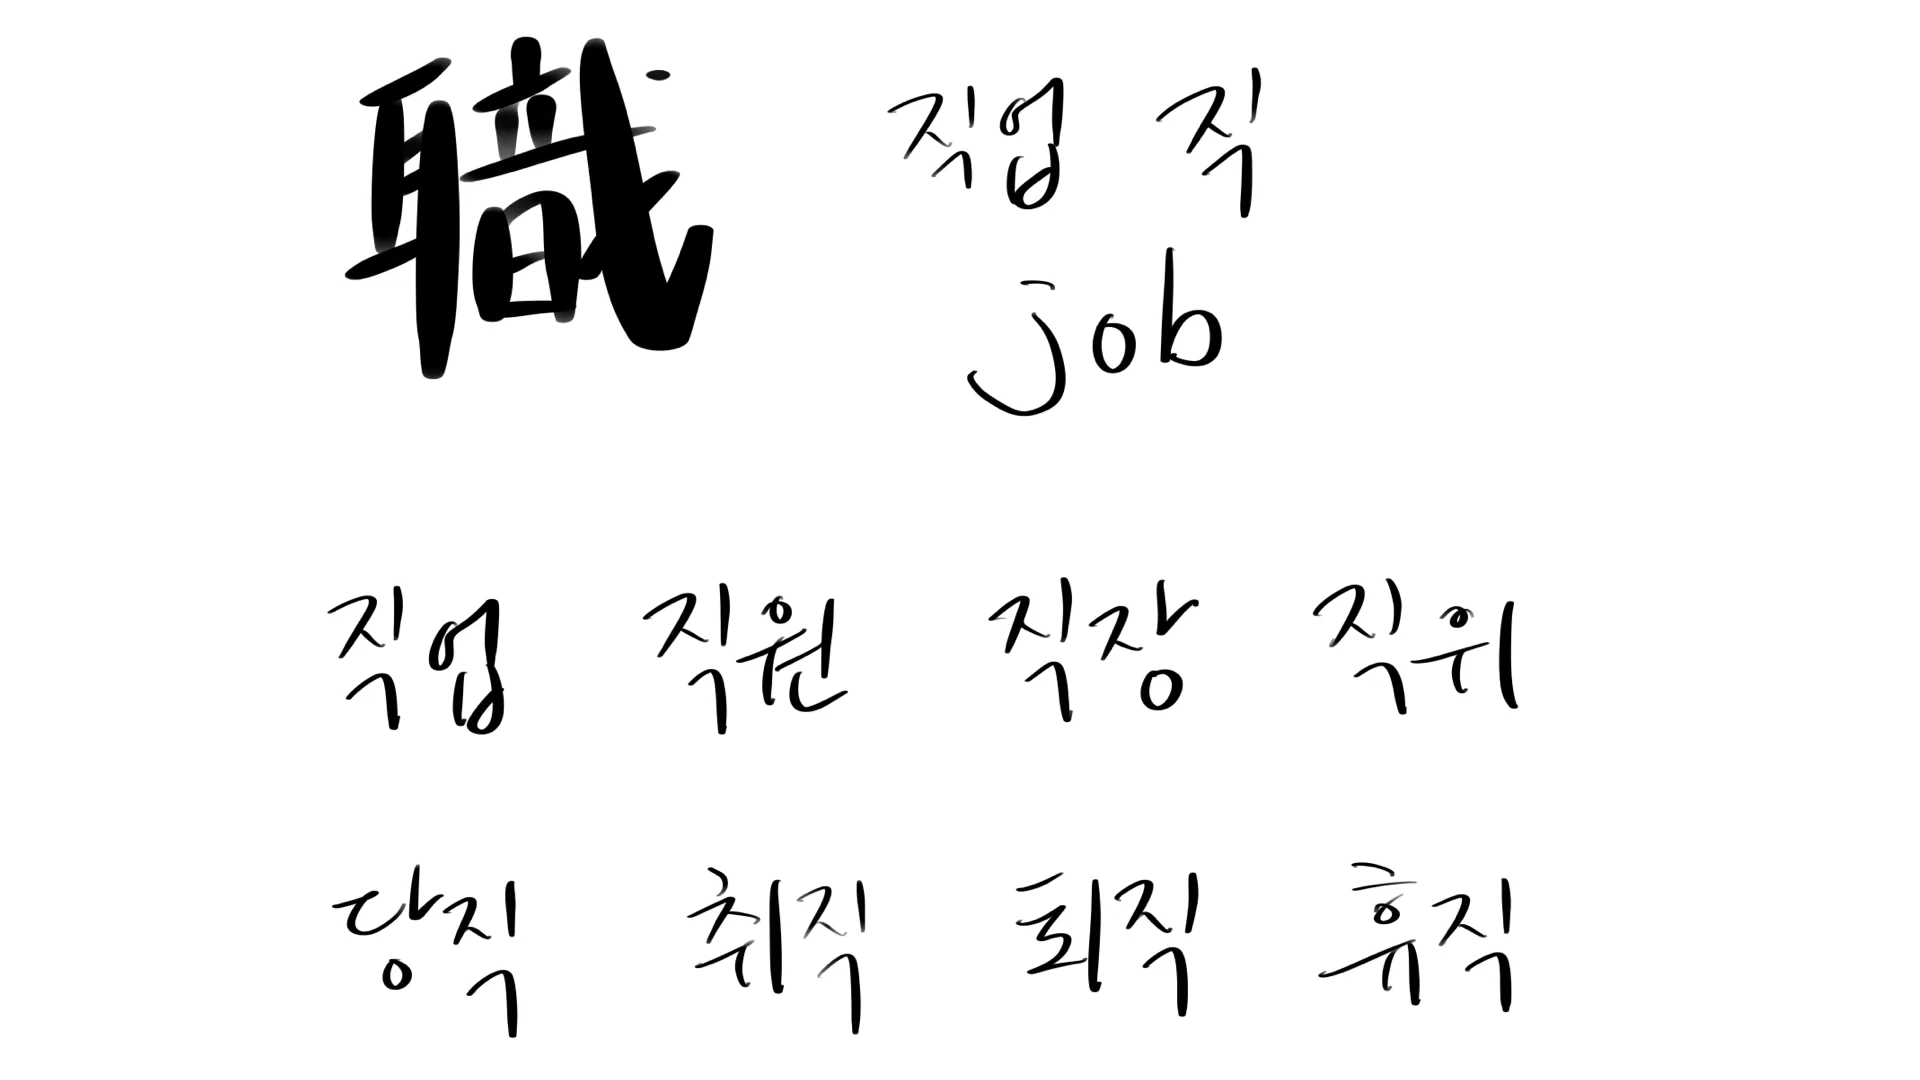 職 직업 직
job
직업 직원 직장 직위
당직 취직 퇴직 휴직